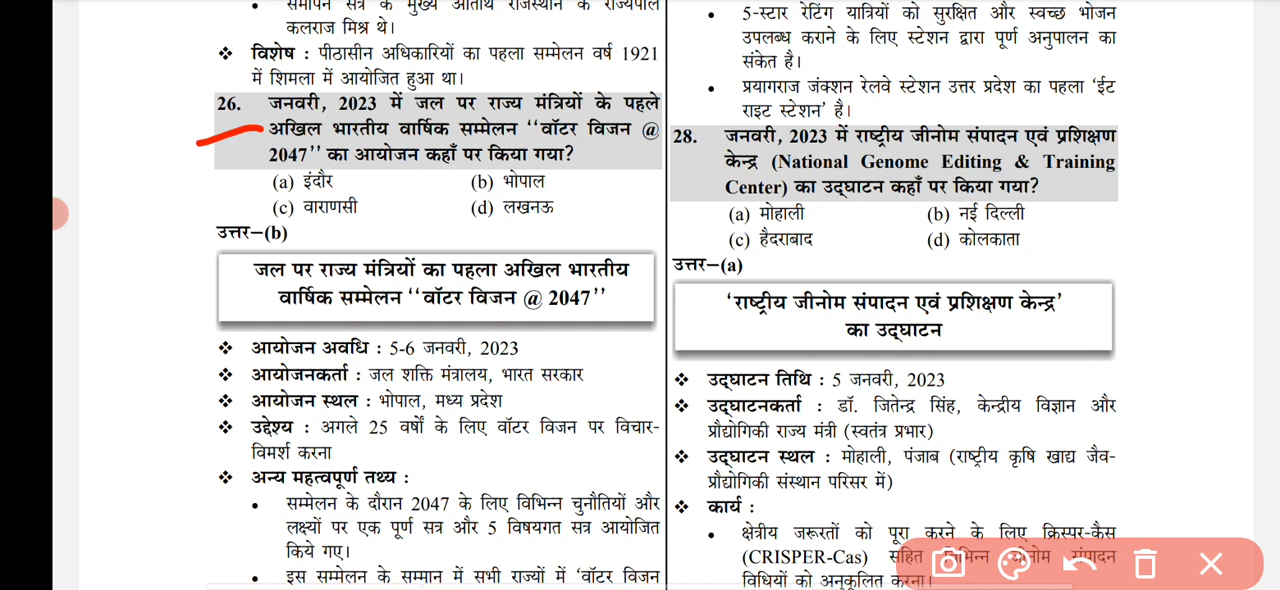 समापन सत्र के मुख्य अतिथि राजस्थान के राज्यपाल
कलराज मिश्र थे।
❖ विशेष : पीठासीन अधिकारियों का पहला सम्मेलन वर्ष 1921
में शिमला में आयोजित हुआ था।
26. जनवरी, 2023 में जल पर राज्य मंत्रियों के पहले
अखिल भारतीय वार्षिक सम्मेलन ‘‘वॉटर विजन @
2047’’ का आयोजन कहाँ पर किया गया?
(a) इंदौर (b) भोपाल
(c) वाराणसी (d) लखनऊ
उत्तर–(b)
जल पर राज्य मंत्रियों का पहला अखिल भारतीय
वार्षिक सम्मेलन ‘‘वॉटर विजन @ 2047’’
❖ आयोजन अवधि : 5-6 जनवरी, 2023
❖ आयोजनकर्ता : जल शक्ति मंत्रालय, भारत सरकार
❖ आयोजन स्थल : भोपाल, मध्य प्रदेश
❖ उद्देश्य : अगले 25 वर्षों के लिए वॉटर विजन पर विचार-
विमर्श करना
❖ अन्य महत्वपूर्ण तथ्य :
• सम्मेलन के दौरान 2047 के लिए विभिन्न चुनौतियों और
लक्ष्यों पर एक पूर्ण सत्र और 5 विषयगत सत्र आयोजित
किये गए।
• इस सम्मेलन के सम्मान में सभी राज्यों में ‘वॉटर विजन
• 5-स्टार रेटिंग यात्रियों को सुरक्षित और स्वच्छ भोजन
उपलब्ध कराने के लिए स्टेशन द्वारा पूर्ण अनुपालन का
संकेत है।
• प्रयागराज जंक्शन रेलवे स्टेशन उत्तर प्रदेश का पहला ‘ईट
राइट स्टेशन’ है।
28. जनवरी, 2023 में राष्ट्रीय जीनोम संपादन एवं प्रशिक्षण
केन्द्र (National Genome Editing & Training
Center) का उद्घाटन कहाँ पर किया गया?
(a) मोहाली (b) नई दिल्ली
(c) हैदराबाद (d) कोलकाता
उत्तर–(a)
‘राष्ट्रीय जीनोम संपादन एवं प्रशिक्षण केन्द्र’
का उद्घाटन
❖ उद्घाटन तिथि : 5 जनवरी, 2023
❖ उद्घाटनकर्ता : डॉ. जितेन्द्र सिंह, केन्द्रीय विज्ञान और
प्रौद्योगिकी राज्य मंत्री (स्वतंत्र प्रभार)
❖ उद्घाटन स्थल : मोहाली, पंजाब (राष्ट्रीय कृषि खाद्य जैव-
प्रौद्योगिकी संस्थान परिसर में)
❖ कार्य :
• क्षेत्रीय जरूरतों को पूरा करने के लिए क्रिस्पर-कैस
(CRISPER-Cas) सहित विभिन्न जीनोम संपादन
विधियों को अनुकूलित करना।